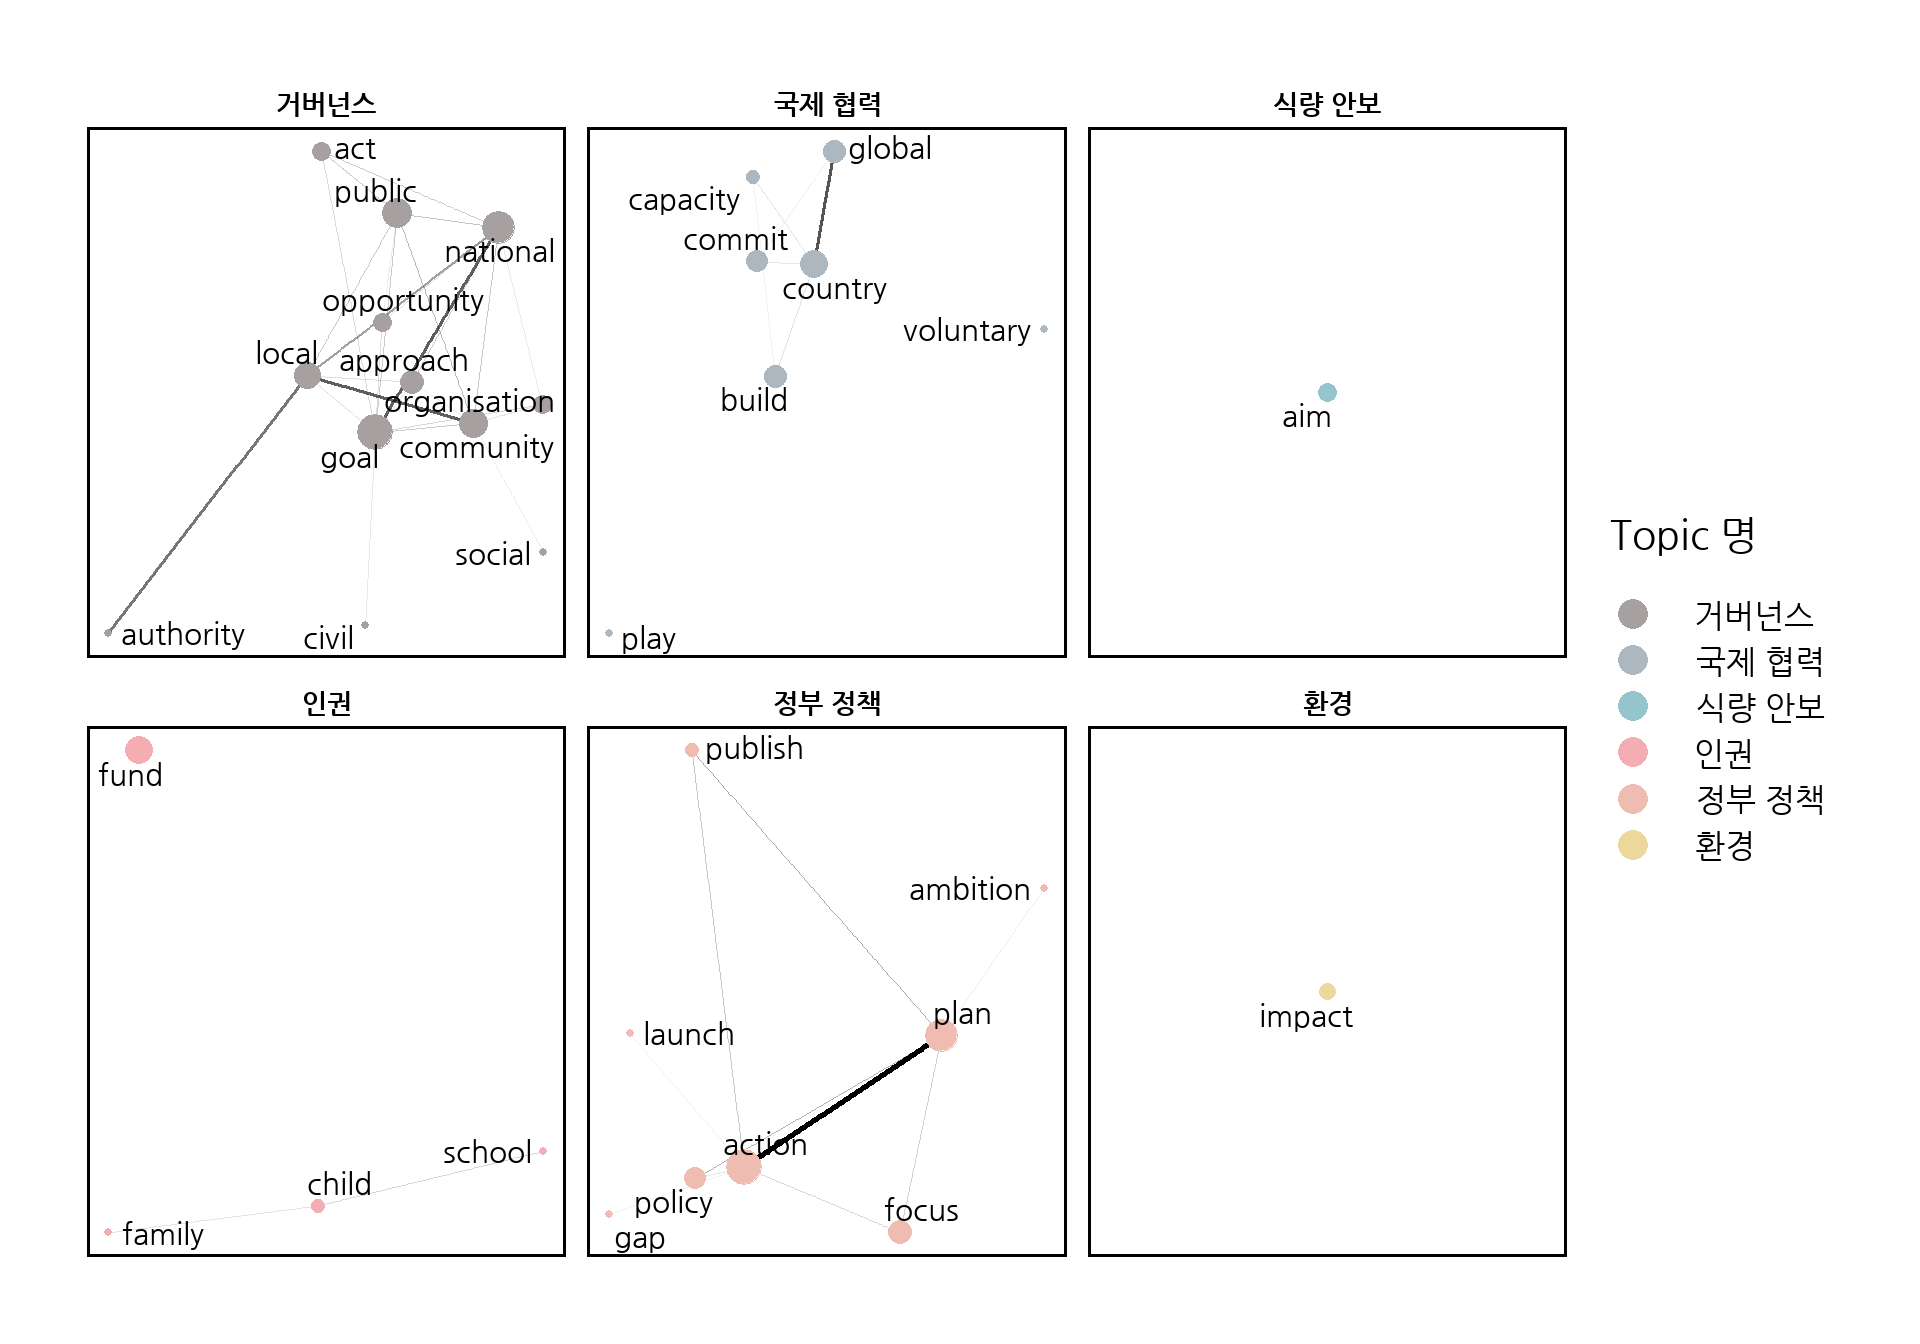 거버넌스
act
public
national
opportunity
local
approach
organisation
goal
community
social
authority
civil
국제 협력
global
capacity
commit
country
voluntary
build
play
식량 안보
aim
인권
fund
school
child
family
정부 정책
publish
ambition
plan
launch
action
policy
focus
gap
환경
impact
Topic 명
거버넌스
국제 협력
식량 안보
인권
정부 정책
환경